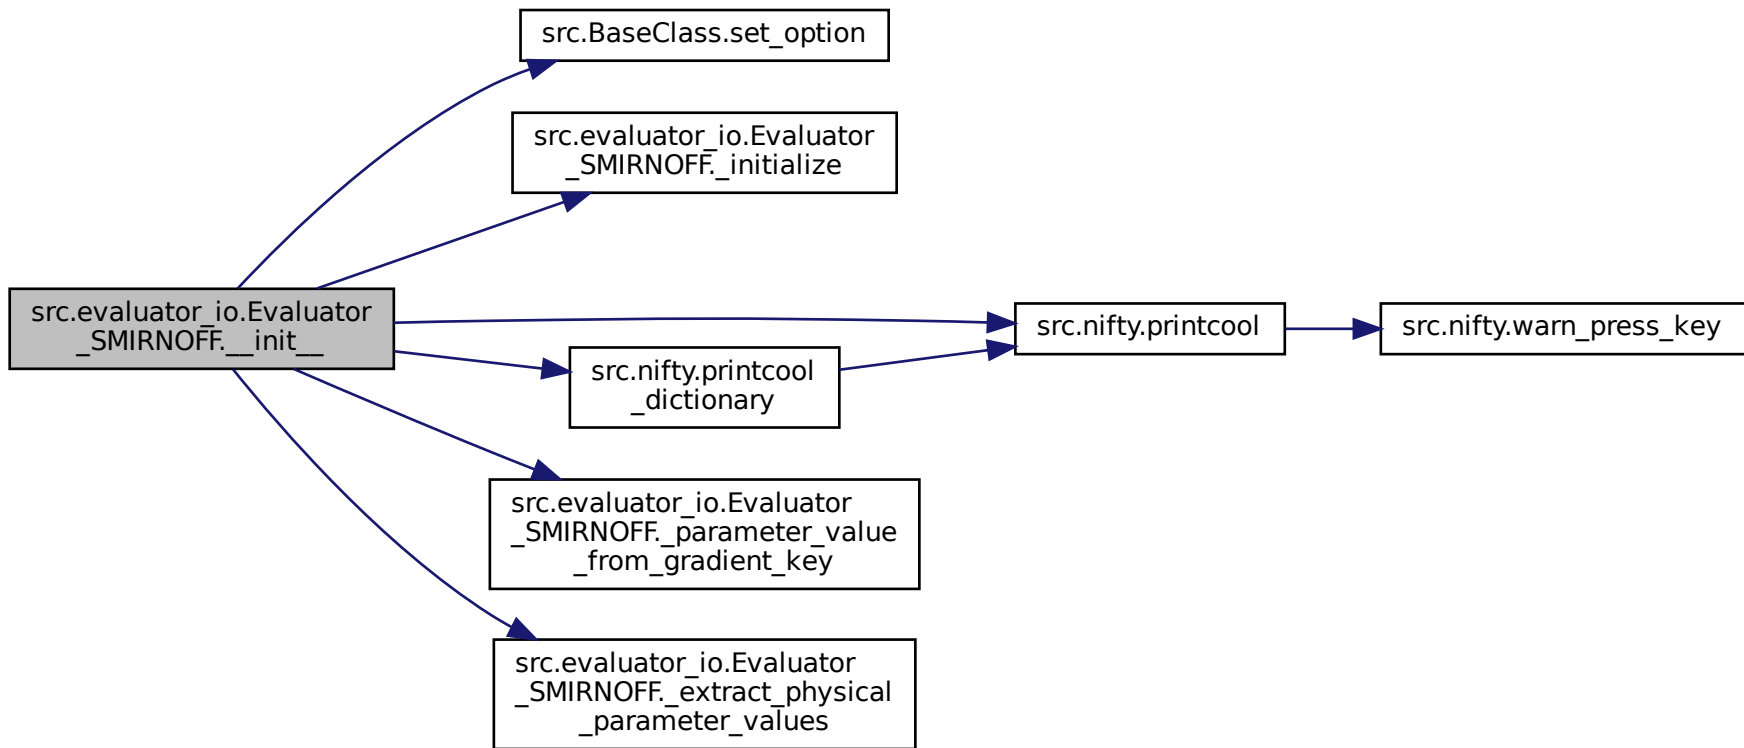 src.BaseClass.set_option
src.evaluator_io.Evaluator
_SMIRNOFF._initialize
src.evaluator_io.Evaluator
_SMIRNOFF.__init__
src.nifty.printcool
src.nifty.warn_press_key
src.nifty.printcool
_dictionary
src.evaluator_io.Evaluator
_SMIRNOFF._parameter_value
_from_gradient_key
src.evaluator_io.Evaluator
_SMIRNOFF._extract_physical
_parameter_values